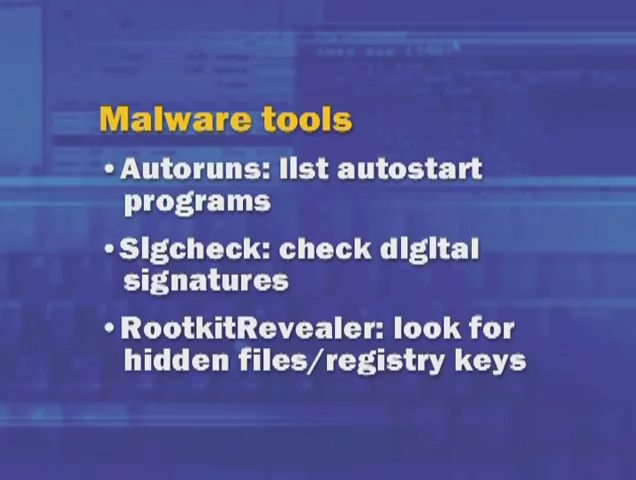 Malware tools
•Autoruns: list autostart
programs
•Sigcheck: check digital
signatures
•RootkitRevealer: look for
hidden files/registry keys